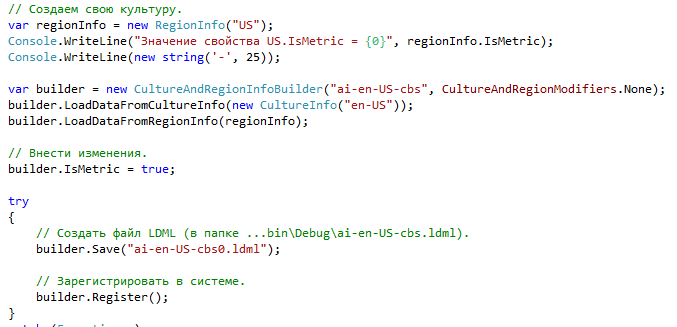 // Создаем свою культуру.
var regionInfo = new RegionInfo("US");
Console.WriteLine("Значение свойства US.IsMetric = {0}", regionInfo.IsMetric);
Console.WriteLine(new string('-', 25));
var builder = new CultureAndRegionInfoBuilder("ai-en-US-cbs", CultureAndRegionModifiers.None);
builder.LoadDataFromCultureInfo(new CultureInfo("en-US"));
builder.LoadDataFromRegionInfo(regionInfo);
// Внести изменения.
builder.IsMetric = true;
try
{
// Создать файл LDML (в папке ...bin\Debug\ai-en-US-cbs.ldml).
builder.Save("ai-en-US-cbs0.ldml");
// Зарегистрировать в системе.
builder.Register();
}